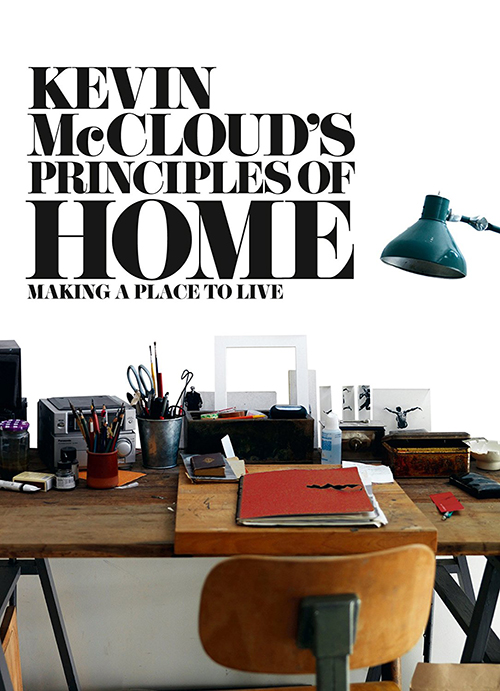 KEVIN
McCLOUD'S
PRINCIPLES OF
HOME
MAKING A PLACE TO LIVE